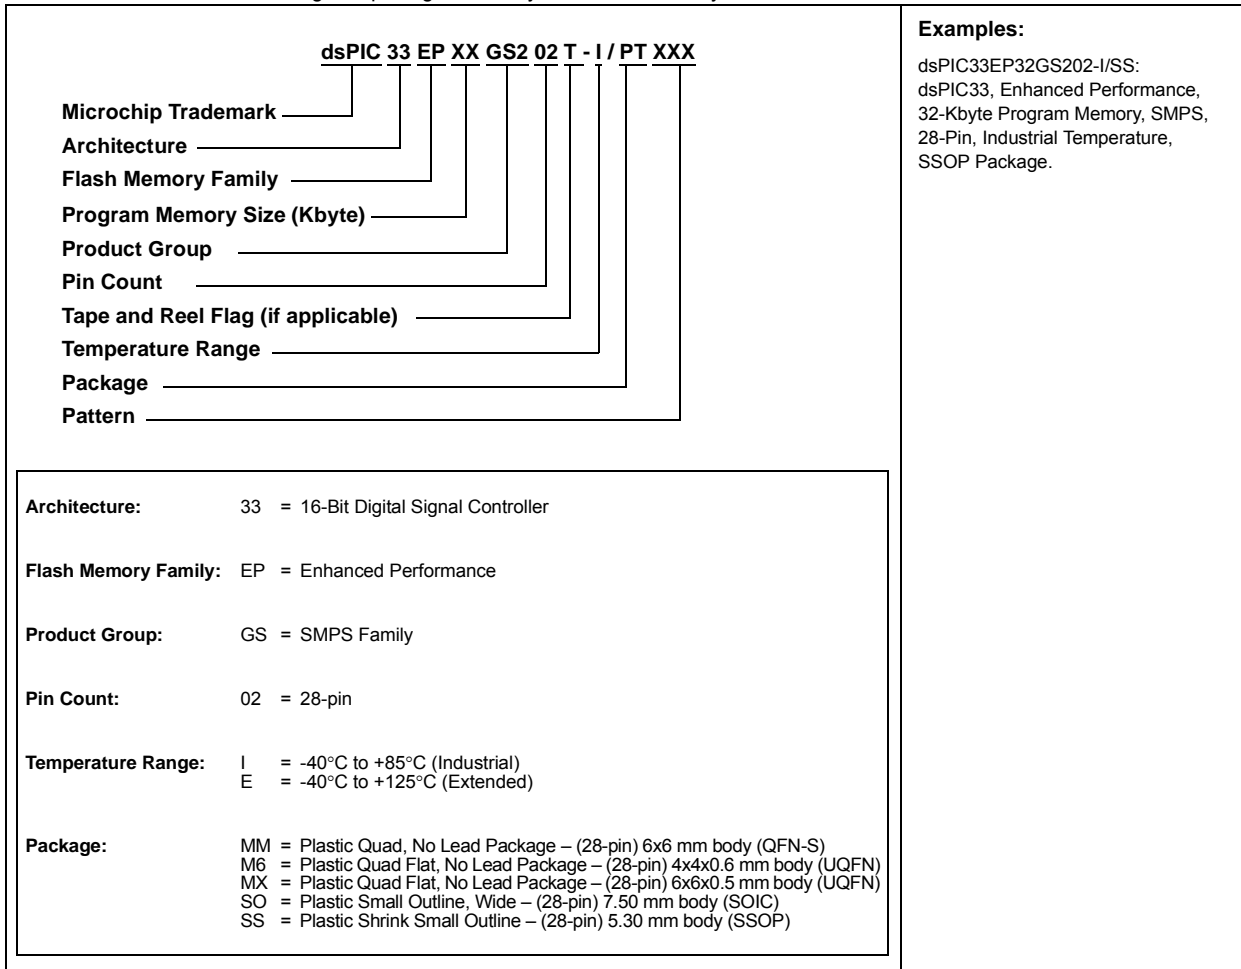 dsPIC 33 EP XX GS2 02 T - I / PT XXX
Microchip Trademark
Architecture
Flash Memory Family
Program Memory Size (Kbyte)
Product Group
Pin Count
Tape and Reel Flag (if applicable)
Temperature Range
Package
Pattern
Examples:
dsPIC33EP32GS202-I/SS:
dsPIC33, Enhanced Performance,
32-Kbyte Program Memory, SMPS,
28-Pin, Industrial Temperature,
SSOP Package.
Architecture: 33 = 16-Bit Digital Signal Controller
Flash Memory Family: EP = Enhanced Performance
Product Group: GS = SMPS Family
Pin Count: 02 = 28-pin
Temperature Range: I = -40°C to +85°C (Industrial)
E = -40°C to +125°C (Extended)
Package: MM = Plastic Quad, No Lead Package – (28-pin) 6x6 mm body (QFN-S)
M6 = Plastic Quad Flat, No Lead Package – (28-pin) 4x4x0.6 mm body (UQFN)
MX = Plastic Quad Flat, No Lead Package – (28-pin) 6x6x0.5 mm body (UQFN)
SO = Plastic Small Outline, Wide – (28-pin) 7.50 mm body (SOIC)
SS = Plastic Shrink Small Outline – (28-pin) 5.30 mm body (SSOP)